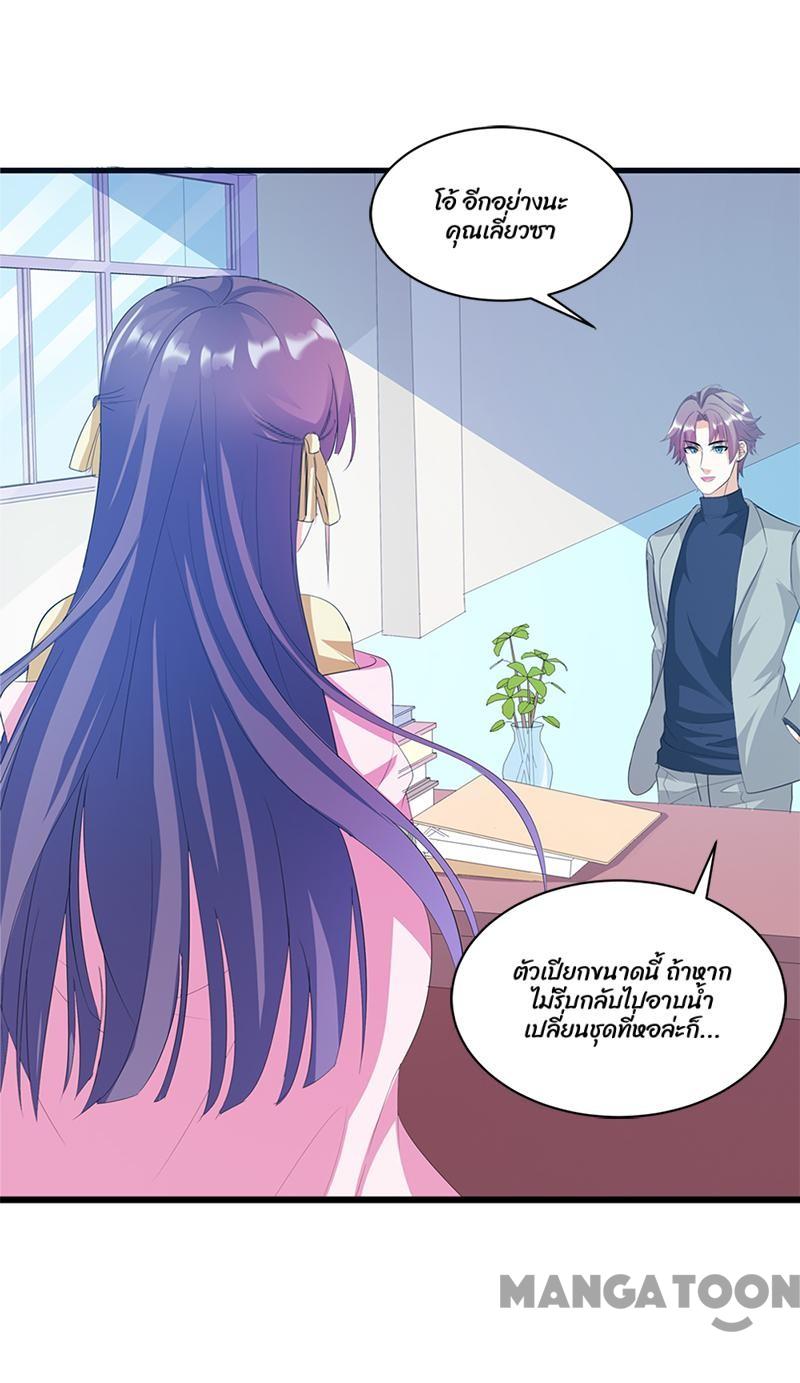 โอ้ อีกอย่างนะ
คุณเลี่ยวซา
ตัวเปียกขนาดนี้ ถ้าหาก
ไม่รีบกลับไปอาบน้ำ
เปลี่ยนชุดที่หอล่ะก็...
MANGATOON